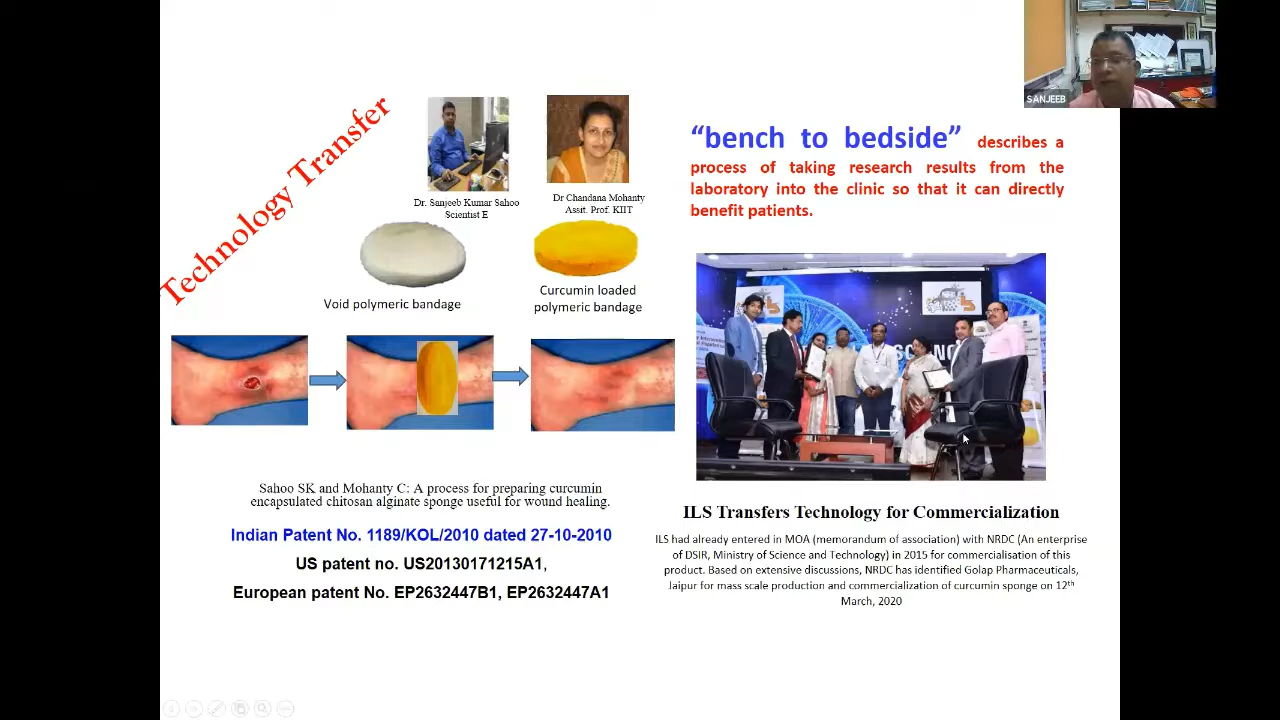 SANJEEB
Technology Transfer
Dr. Sanjeeb Kumar Sahoo
Scientist E
Dr Chandana Mohanty
Assit. Prof. KIIT
Void polymeric bandage
Curcumin loaded
polymeric bandage
Sahoo SK and Mohanty C: A process for preparing curcumin
encapsulated chitosan alginate sponge useful for wound healing.
Indian Patent No. 1189/KOL/2010 dated 27-10-2010
US patent no. US20130171215A1,
European patent No. EP2632447B1, EP2632447A1
“bench to bedside” describes a
process of taking research results from the
laboratory into the clinic so that it can directly
benefit patients.
ILS Transfers Technology for Commercialization
ILS had already entered in MOA (memorandum of association) with NRDC (An enterprise
of DSIR, Ministry of Science and Technology) in 2015 for commercialisation of this
product. Based on extensive discussions, NRDC has identified Golap Pharmaceuticals,
Jaipur for mass scale production and commercialization of curcumin sponge on 12th
March, 2020